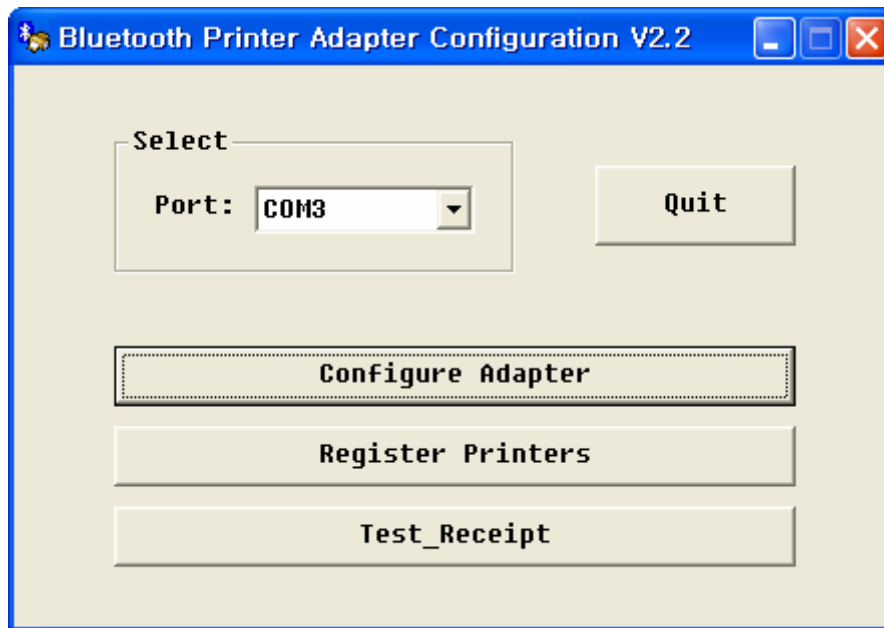 Bluetooth Printer Adapter Configuration V2.2
Select
Port: COM3
Quit
Configure Adapter
Register Printers
Test_Receipt